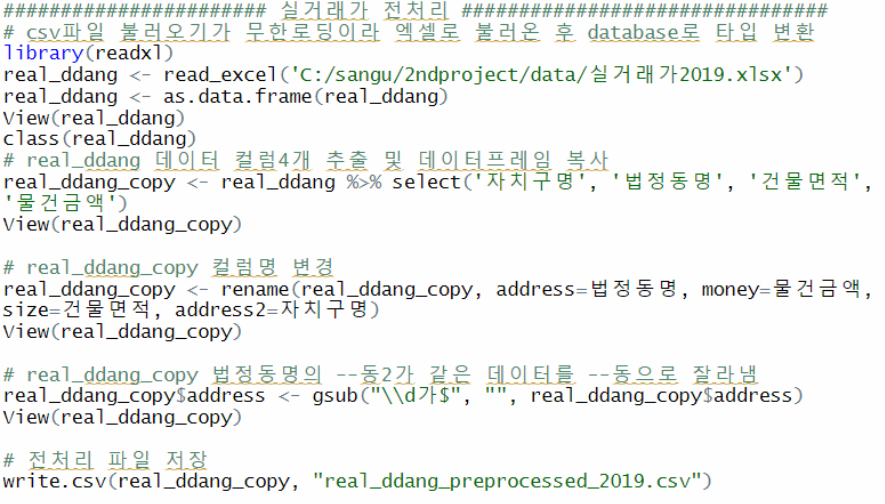 ####################### 실거래가 전처리 ################################
# csv파일 불러오기가 무한로딩이라 엑셀로 불러온 후 database로 타입 변환
library(readxl)
real_ddang <- read_excel('C:/sangu/2ndproject/data/실거래가2019.xlsx')
real_ddang <- as.data.frame(real_ddang)
View(real_ddang)
class(real_ddang)
# real_ddang 데이터 컬럼4개 추출 및 데이터프레임 복사
real_ddang_copy <- real_ddang %>% select('자치구명', '법정동명', '건물면적',
'물건금액')
View(real_ddang_copy)
# real_ddang_copy 컬럼명 변경
real_ddang_copy <- rename(real_ddang_copy, address=법정동명, money=물건금액,
size=건물면적, address2=자치구명)
View(real_ddang_copy)
# real_ddang_copy 법정동명의 --동2가 같은 데이터를 --동으로 잘라냄
real_ddang_copy$address <- gsub("\\d가$", "", real_ddang_copy$address)
View(real_ddang_copy)
# 전처리 파일 저장
write.csv(real_ddang_copy, "real_ddang_preprocessed_2019.csv")